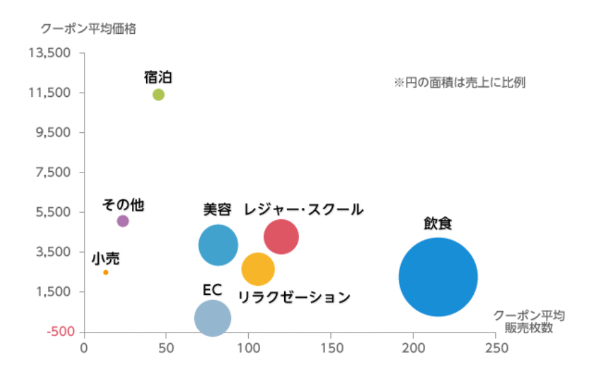 クーポン平均価格
13,500
宿泊
11,500
※円の面積は売上に比例
9,500
7,500
その他
美容
レジャー・スクール
5,500
飲食
小売
3,500
EC
リラクゼーション
1,500
クーポン平均
販売枚数
-500
0
50
100
150
200
250